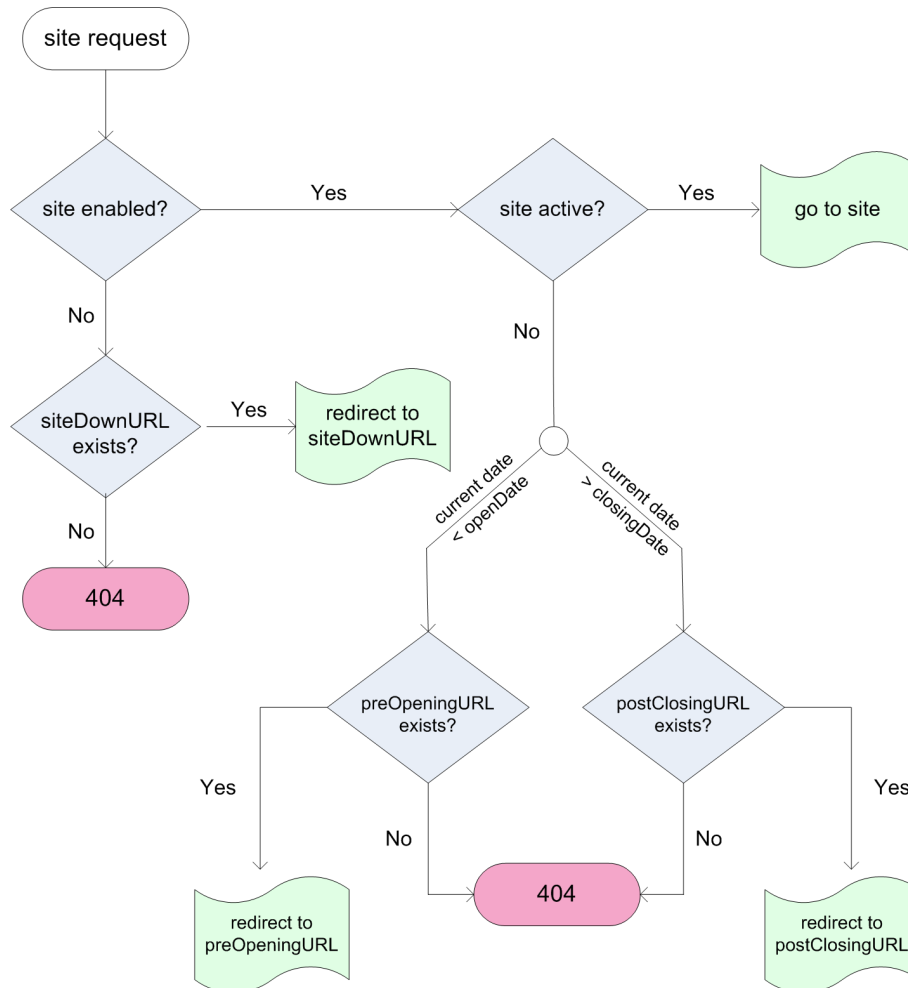 site request
site enabled?
Yes
site active?
Yes
go to site
No
No
siteDownURL
exists?
Yes
redirect to
siteDownURL
current date
< openDate
current date
> closingDate
No
404
preOpeningURL
exists?
postClosingURL
exists?
Yes
No
No
Yes
404
redirect to
preOpeningURL
redirect to
postClosingURL